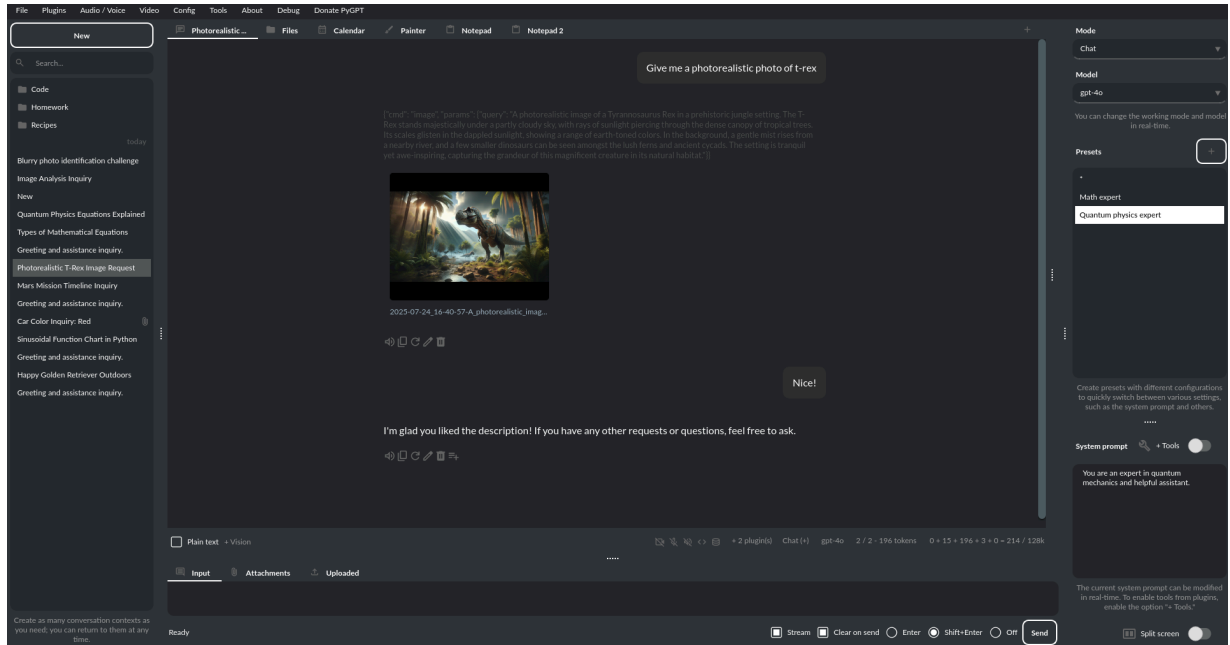 File Plugins Audio / Voice Video Config Tools About Debug Donate PyGPT
New
Search...
Code
Homework
Recipes
today
Blurry photo identification challenge
Image Analysis Inquiry
New
Quantum Physics Equations Explained
Types of Mathematical Equations
Greeting and assistance inquiry.
Photorealistic T-Rex Image Request
Mars Mission Timeline Inquiry
Greeting and assistance inquiry.
Car Color Inquiry: Red
Sinusoidal Function Chart in Python
Greeting and assistance inquiry.
Happy Golden Retriever Outdoors
Greeting and assistance inquiry.
Create as many conversation contexts as
you need; you can return to them at any
time.
Photorealistic ... Files Calendar Painter Notepad Notepad 2 +
Give me a photorealistic photo of t-rex
{"cmd": "image", "params": {"query": "A photorealistic image of a Tyrannosaurus Rex in a prehistoric jungle setting. The T-
Rex stands majestically under a partly cloudy sky, with rays of sunlight piercing through the dense canopy of tropical trees.
Its scales glisten in the dappled sunlight, showing a range of earth-toned colors. In the background, a gentle mist rises from
a nearby river, and a few smaller dinosaurs can be seen amongst the lush ferns and ancient cycads. The setting is tranquil
yet awe-inspiring, capturing the grandeur of this magnificent creature in its natural habitat."}}
2025-07-24_16-40-57-A_photorealistic_imag...
Nice!
I'm glad you liked the description! If you have any other requests or questions, feel free to ask.
Plain text + Vision
+ 2 plugin(s) Chat (+) gpt-4o 2 / 2 - 196 tokens 0 + 15 + 196 + 3 + 0 = 214 / 128k
Input Attachments Uploaded
Ready
Stream Clear on send Enter Shift+Enter Off Send
Mode
Chat
Model
gpt-4o
You can change the working mode and model
in real-time.
Presets +
*
Math expert
Quantum physics expert
Create presets with different configurations
to quickly switch between various settings,
such as the system prompt and others.
System prompt + Tools
You are an expert in quantum
mechanics and helpful assistant.
The current system prompt can be modified
in real-time. To enable tools from plugins,
enable the option "+ Tools."
Split screen